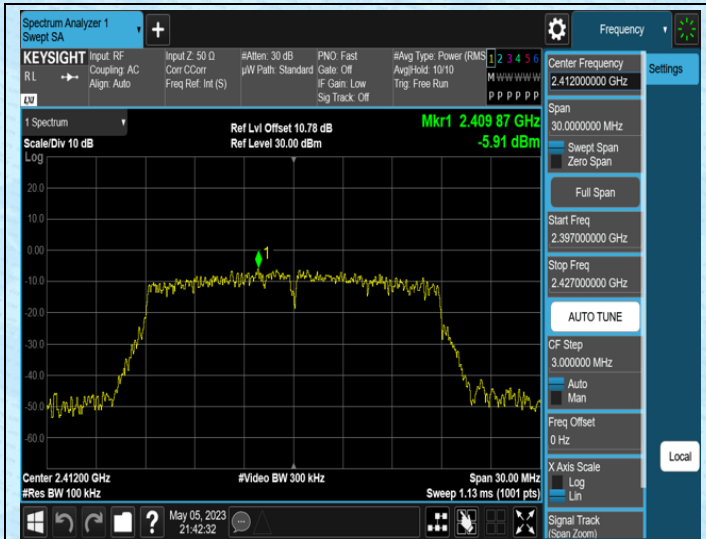 Spectrum Analyzer 1
Swept SA
+
Frequency
KEYSIGHT
RL
LXI
Input: RF
Coupling: AC
Align: Auto
Input Z: 50 Ω
Corr CCorr
Freq Ref: Int (S)
#Atten: 30 dB
µW Path: Standard
PNO: Fast
Gate: Off
IF Gain: Low
Sig Track: Off
#Avg Type: Power (RMS
Avg|Hold: 10/10
Trig: Free Run
1 2 3 4 5 6
M W W W W W
P P P P P P
1 Spectrum
Scale/Div 10 dB
Log
Ref Lvl Offset 10.78 dB
Ref Level 30.00 dBm
Mkr1 2.409 87 GHz
-5.91 dBm
20.0
10.0
0.00
-10.0
-20.0
-30.0
-40.0
-50.0
-60.0
1
Center 2.41200 GHz
#Res BW 100 kHz
#Video BW 300 kHz
Span 30.00 MHz
Sweep 1.13 ms (1001 pts)
May 05, 2023
21:42:32
?
Center Frequency
2.412000000 GHz
Span
30.0000000 MHz
Swept Span
Zero Span
Full Span
Start Freq
2.397000000 GHz
Stop Freq
2.427000000 GHz
AUTO TUNE
CF Step
3.000000 MHz
Auto
Man
Freq Offset
0 Hz
X Axis Scale
Log
Lin
Signal Track
(Span Zoom)
Settings
Local